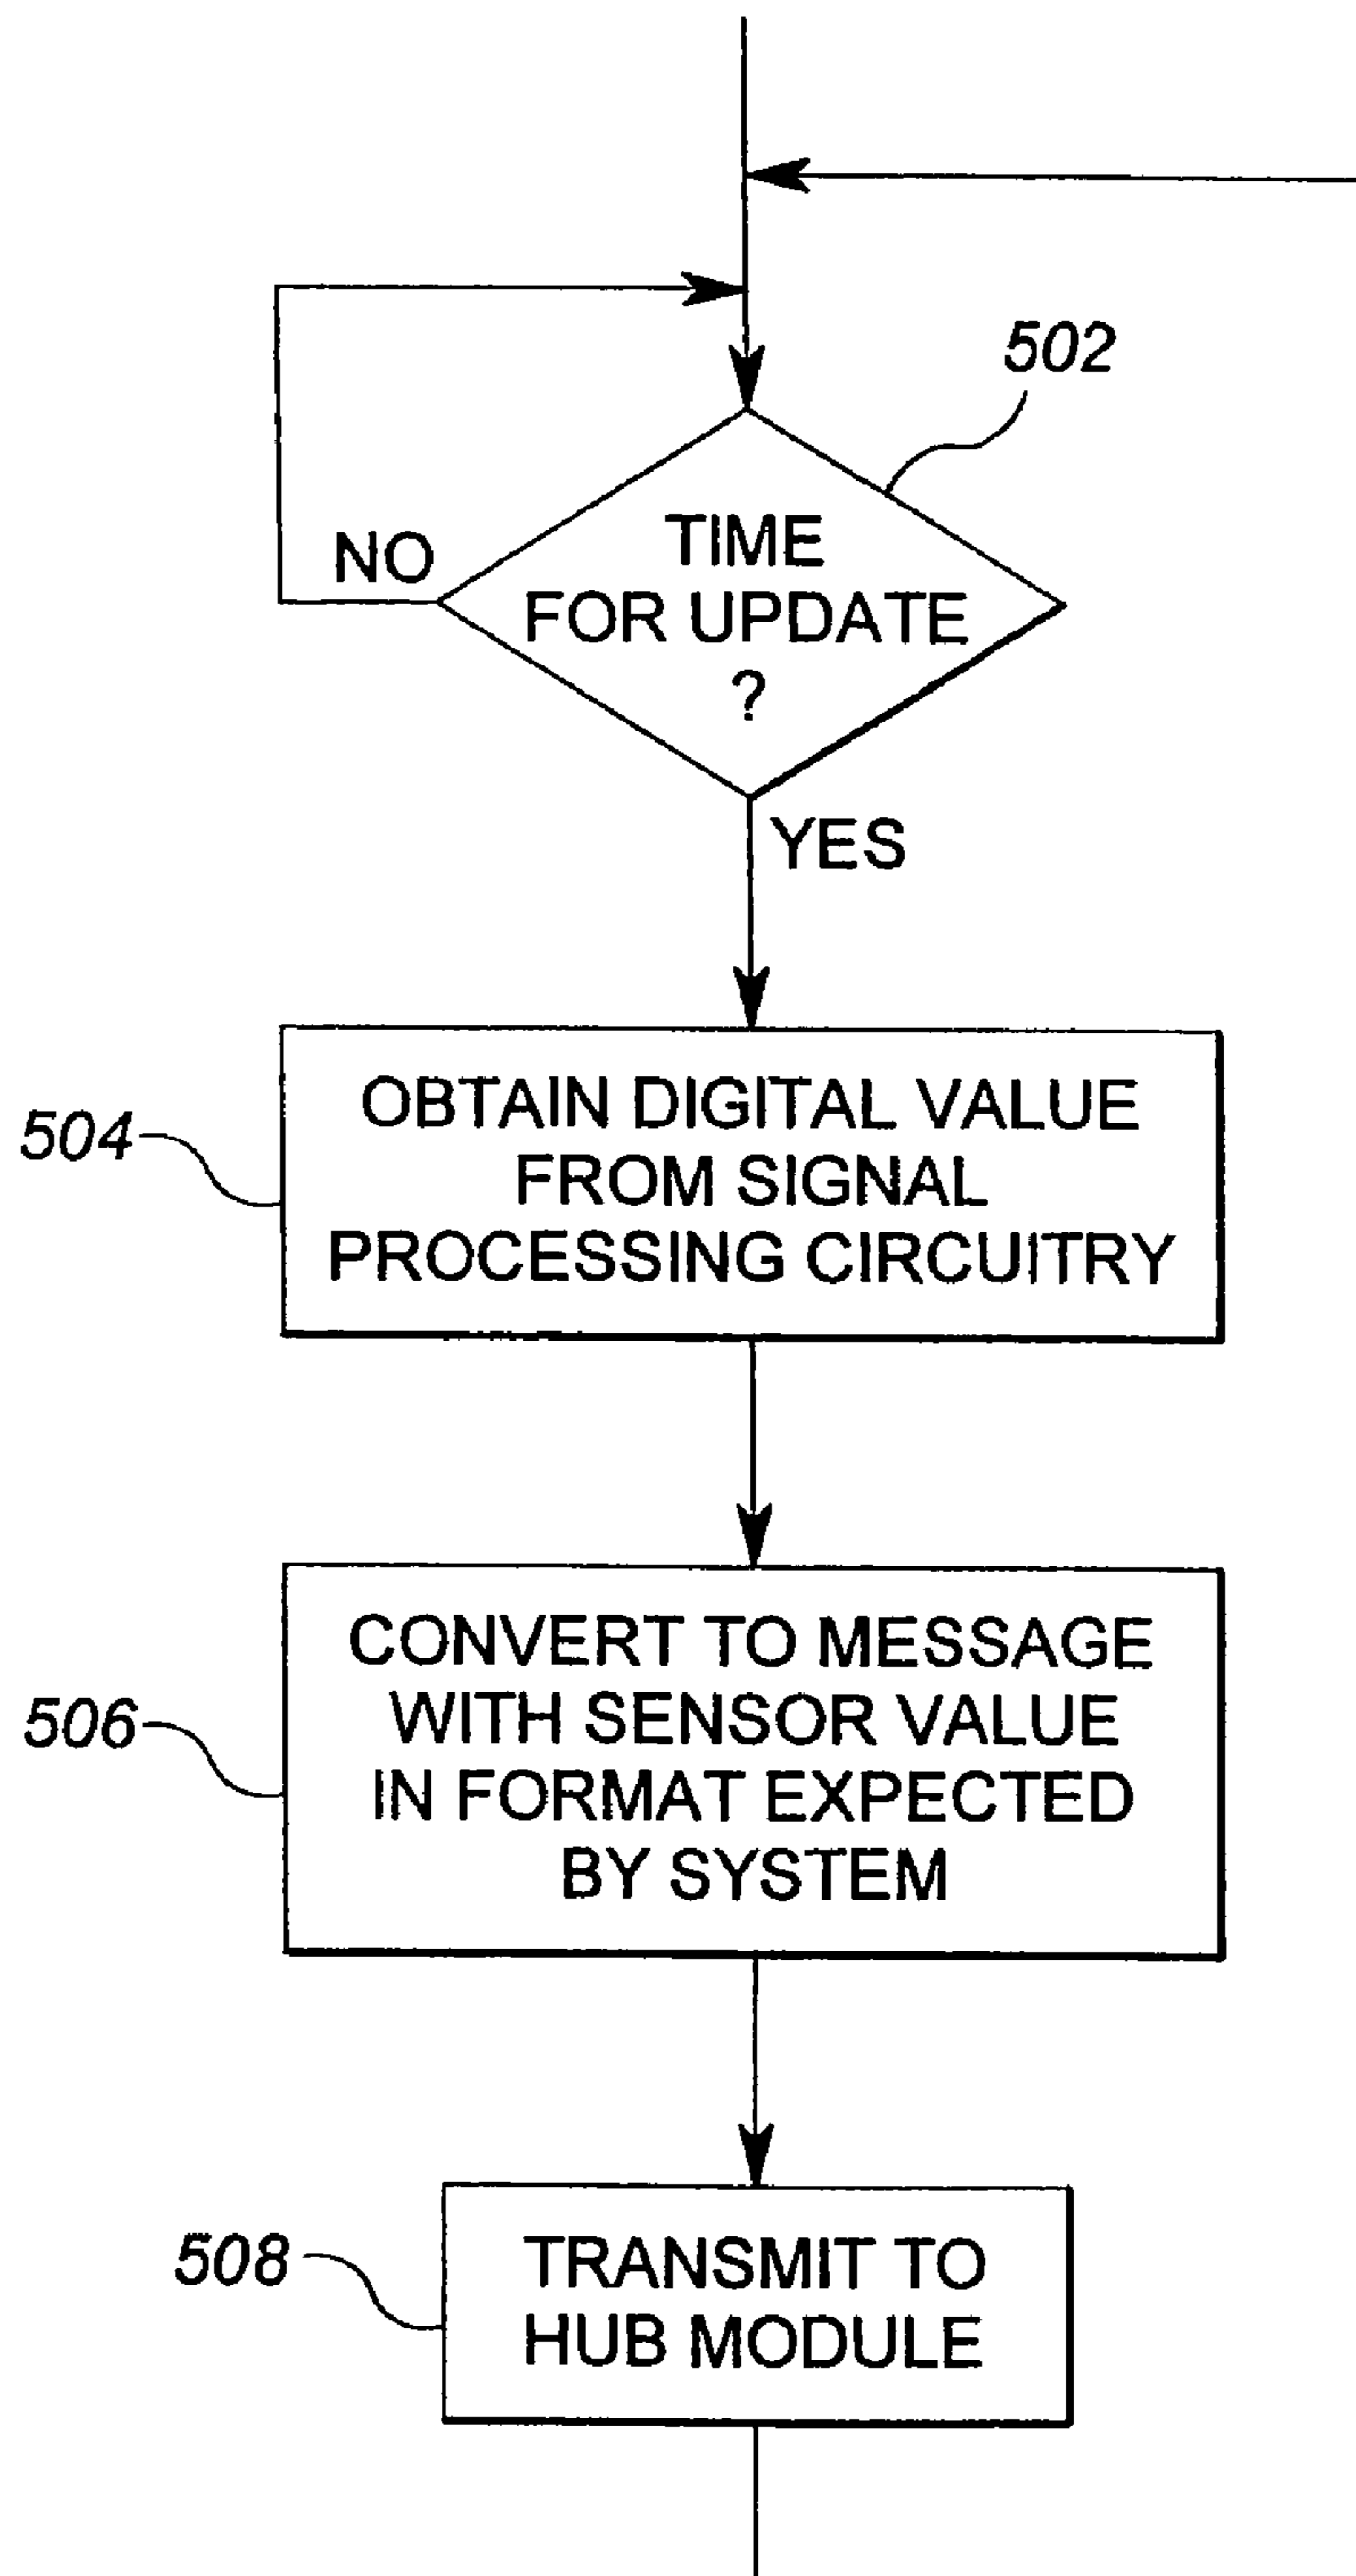 502
TIME
FOR UPDATE
?
NO
YES
504
OBTAIN DIGITAL VALUE
FROM SIGNAL
PROCESSING CIRCUITRY
506
CONVERT TO MESSAGE
WITH SENSOR VALUE
IN FORMAT EXPECTED
BY SYSTEM
508
TRANSMIT TO
HUB MODULE